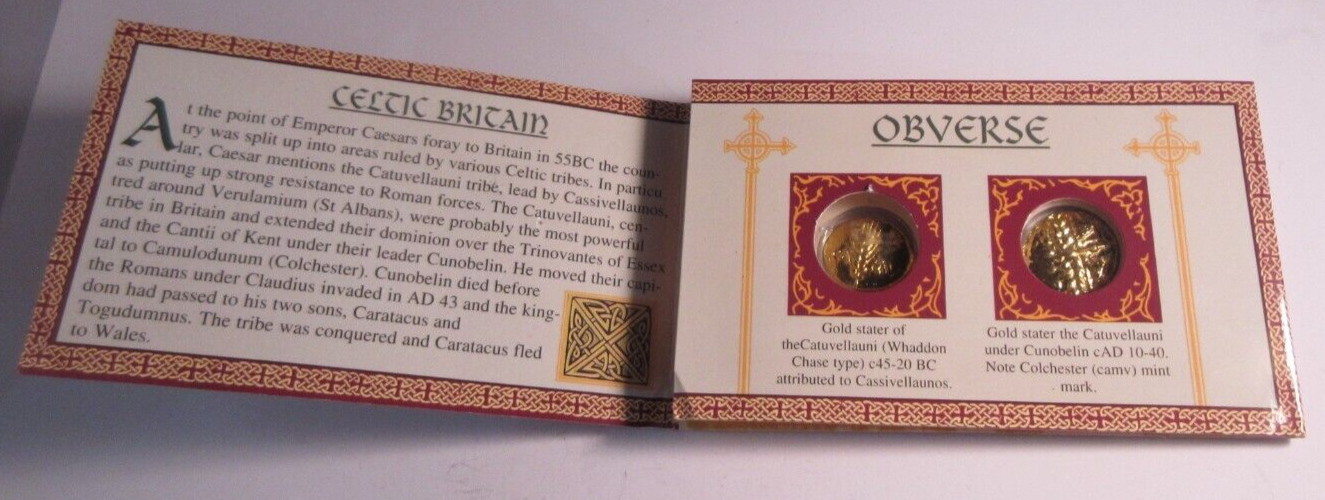 CELTIC BRITAIN
At the point of Emperor Caesars foray to Britain in 55BC the coun-
try was split up into areas ruled by various Celtic tribes. In particu
lar, Caesar mentions the Catuvellauni tribe, lead by Cassivellaunos,
as putting up strong resistance to Roman forces. The Catuvellauni, cen-
tred around Verulamium (St Albans), were probably the most powerful
tribe in Britain and extended their dominion over the Trinovantes of Essex
and the Cantii of Kent under their leader Cunobelin. He moved their capi-
tal to Camulodunum (Colchester). Cunobelin died before
the Romans under Claudius invaded in AD 43 and the king-
dom had passed to his two sons, Caratacus and
Togudumnus. The tribe was conquered and Caratacus fled
to Wales.
OBVERSE
Gold stater of
theCatuvellauni (Whaddon
Chase type) c45-20 BC
attributed to Cassivellaunos.
Gold stater the Catuvellauni
under Cunobelin cAD 10-40.
Note Colchester (camv) mint
mark.